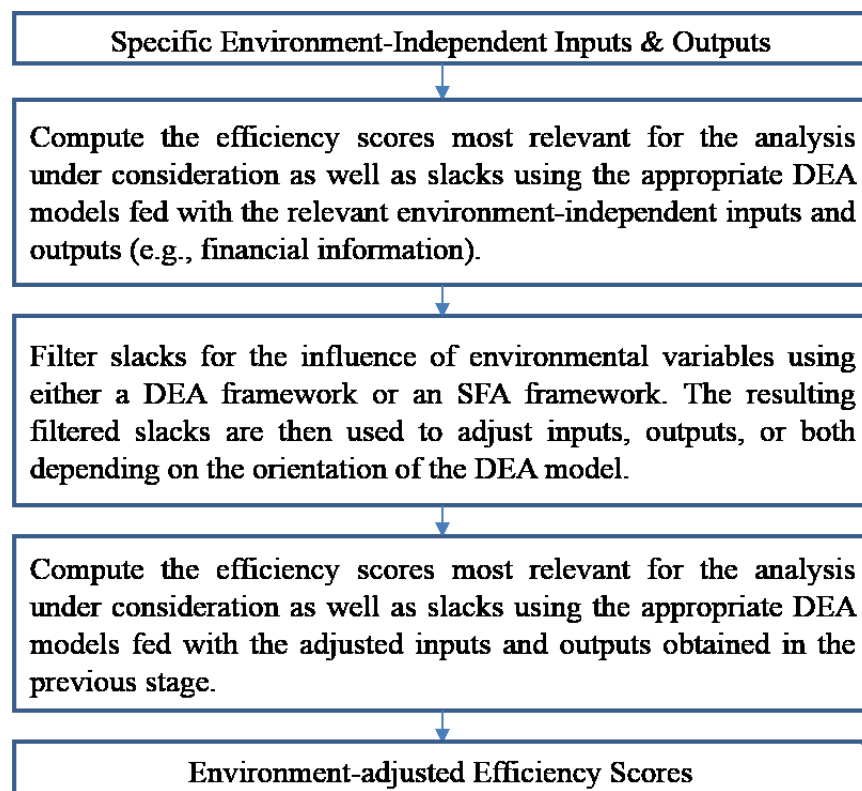 Specific Environment-Independent Inputs & Outputs
Compute the efficiency scores most relevant for the analysis
under consideration as well as slacks using the appropriate DEA
models fed with the relevant environment-independent inputs and
outputs (e.g., financial information).
Filter slacks for the influence of environmental variables using
either a DEA framework or an SFA framework. The resulting
filtered slacks are then used to adjust inputs, outputs, or both
depending on the orientation of the DEA model.
Compute the efficiency scores most relevant for the analysis
under consideration as well as slacks using the appropriate DEA
models fed with the adjusted inputs and outputs obtained in the
previous stage.
Environment-adjusted Efficiency Scores